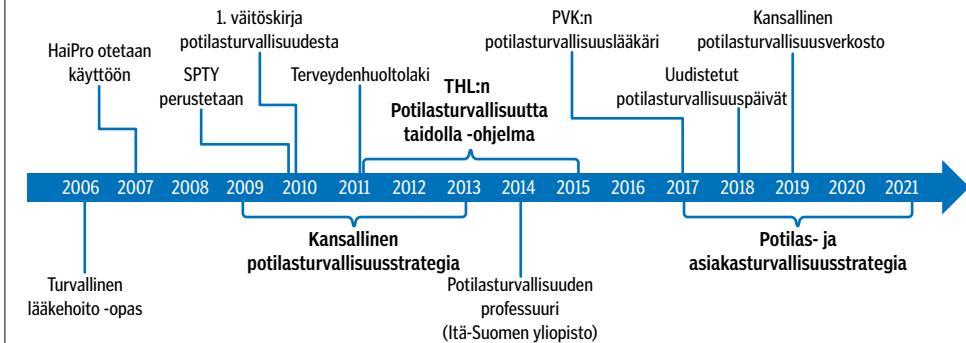 HaiPro otetaan
käyttöön
SPTY
perustetaan
1. väitöskirja
potilasturvallisuudesta
Terveydenhuoltolaki
THL:n
Potilasturvallisuutta
taidolla -ohjelma
PVK:n
potilasturvallisuuslääkäri
Uudistetut
potilasturvallisuuspäivät
Kansallinen
potilasturvallisuusverkosto
2006 2007 2008 2009 2010 2011 2012 2013 2014 2015 2016 2017 2018 2019 2020 2021
Turvallinen
lääkehoito -opas
Kansallinen
potilasturvallisuusstrategia
Potilasturvallisuuden
professuuri
(Itä-Suomen yliopisto)
Potilas- ja
asiakasturvallisuusstrategia